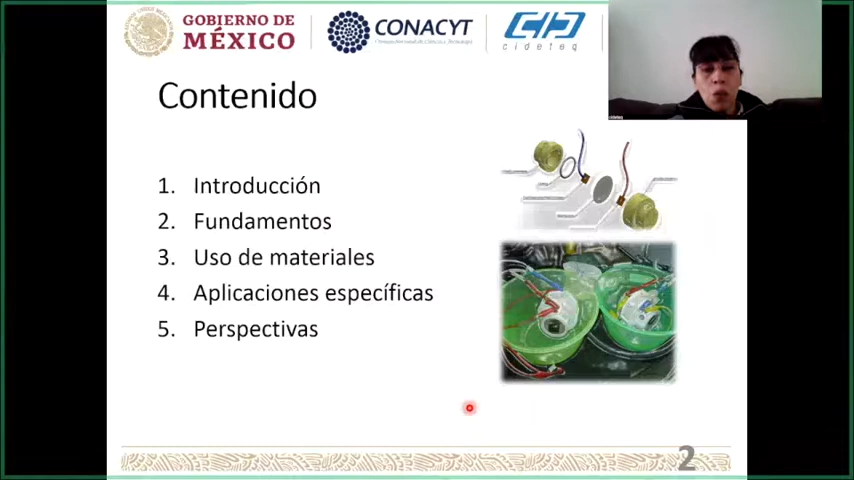 GOBIERNO DE
MÉXICO
CONACYT
cideteq
Contenido
1. Introducción
2. Fundamentos
3. Uso de materiales
4. Aplicaciones específicas
5. Perspectivas
2